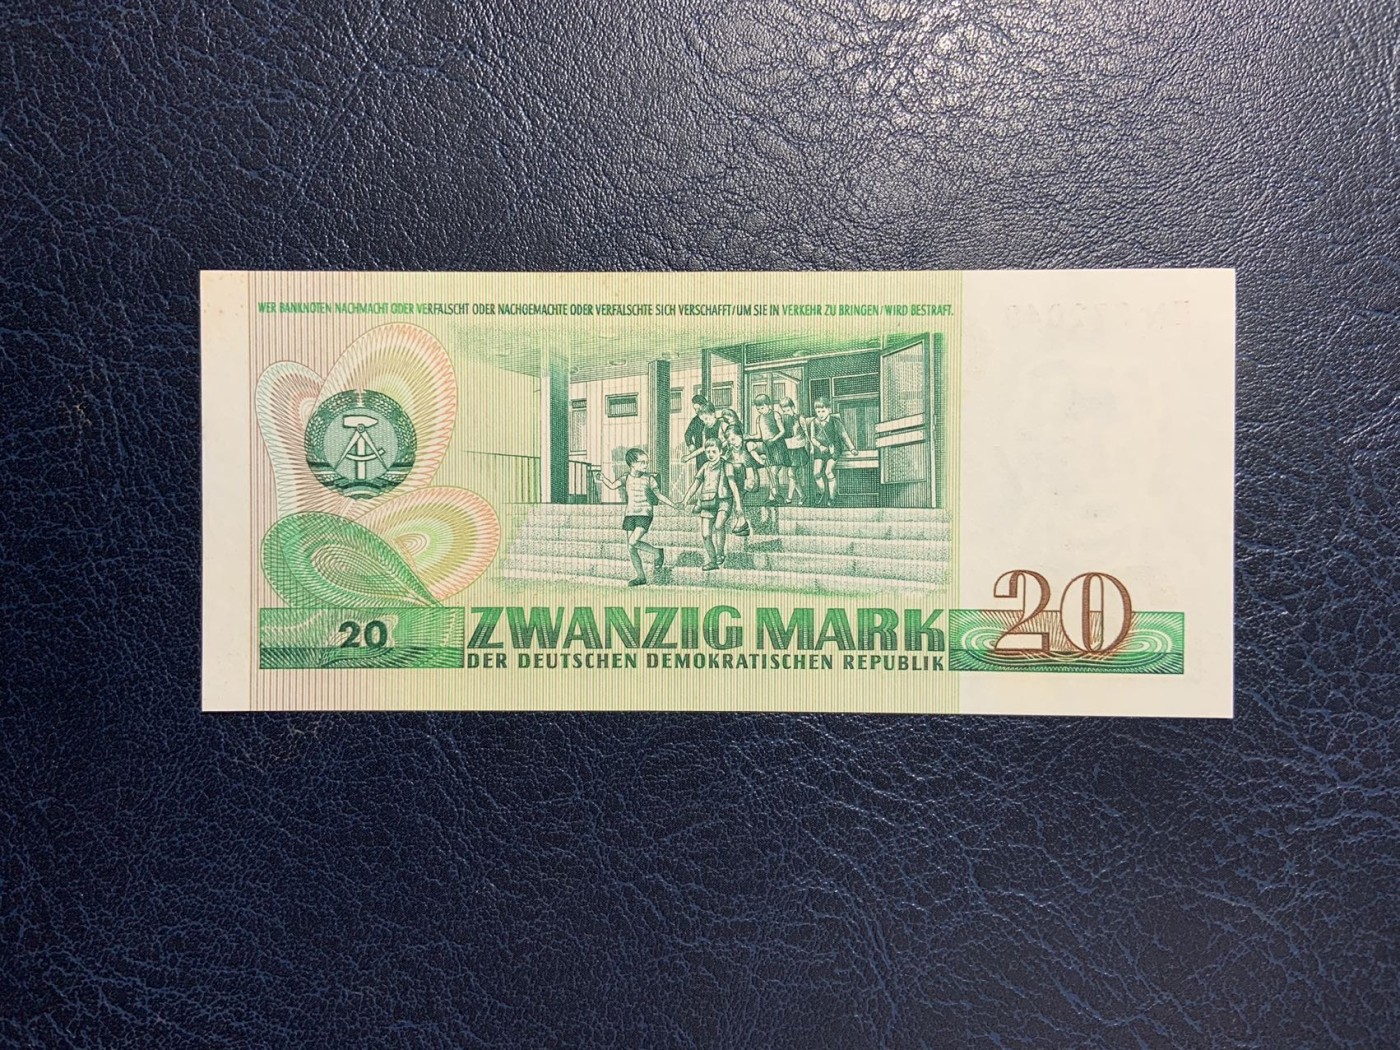 WER BANKNOTEN NACHMACHT ODER VERFÄLSCHT ODER NACHGEMACHTE ODER VERFÄLSCHTE SICH VERSCHAFFT/UM SIE IN VERKEHR ZU BRINGEN/WIRD BESTRAFT.
20
ZWANZIG MARK
DER DEUTSCHEN DEMOKRATISCHEN REPUBLIK
20